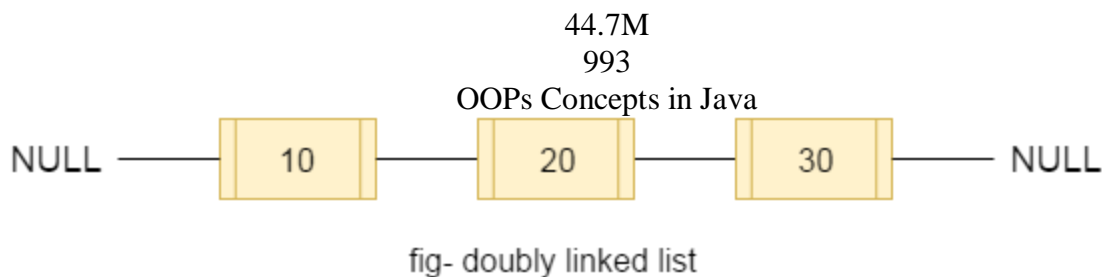 44.7M
993
OOPs Concepts in Java
NULL 10 20 30 NULL
fig- doubly linked list